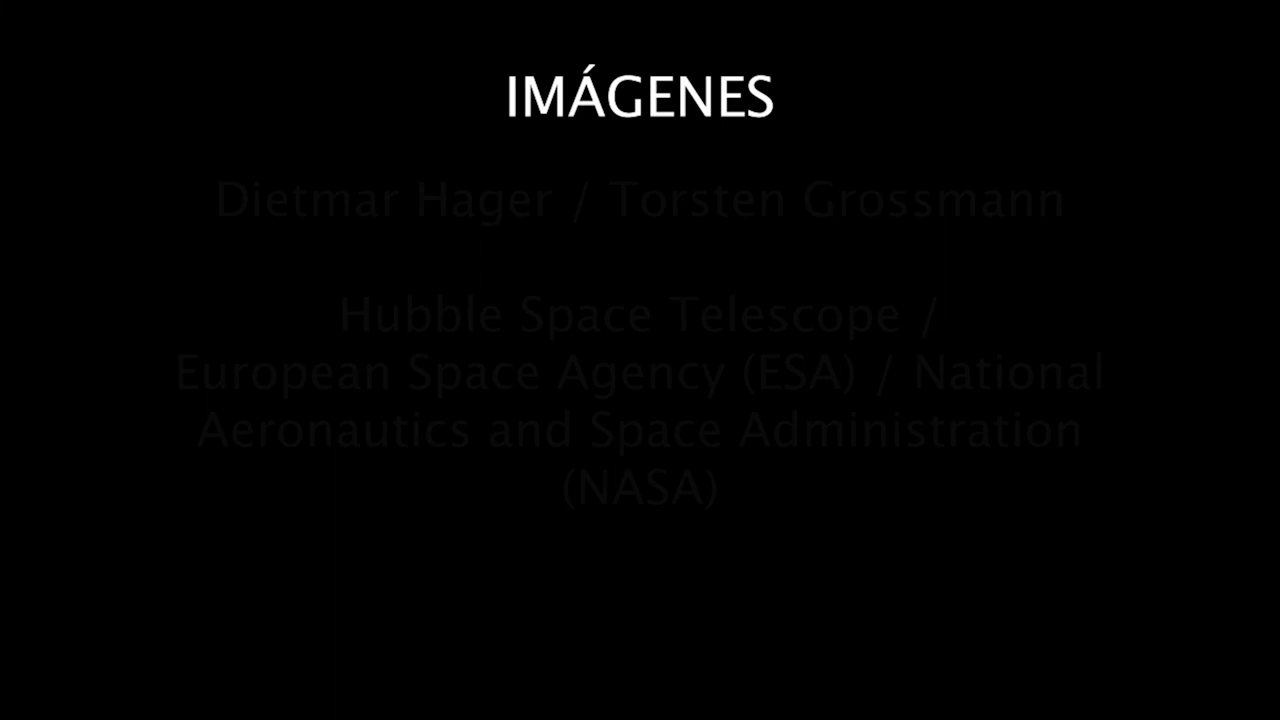 IMÁGENES
Dietmar Hager / Torsten Grossmann
Hubble Space Telescope /
European Space Agency (ESA) / National
Aeronautics and Space Administration
(NASA)